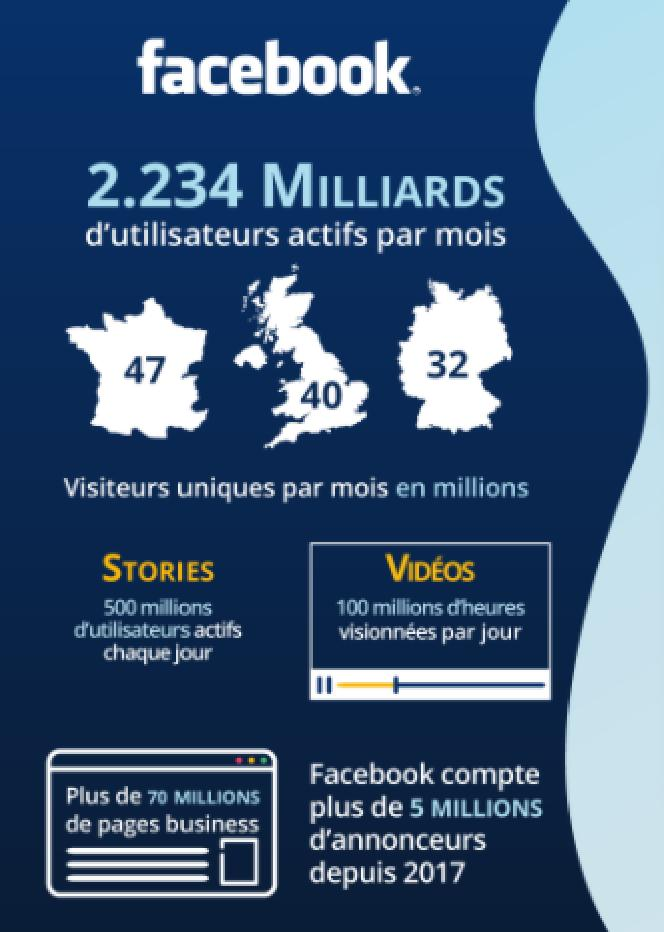 facebook
2.234 MILLIARDS
d'utilisateurs actifs par mois
47
40
32
Visiteurs uniques par mois en millions
STORIES
500 millions
d'utilisateurs actifs
chaque jour
VIDÉOS
100 millions d'heures
visionnées par jour
Plus de 70 MILLIONS
de pages business
Facebook compte
plus de 5 MILLIONS
d'annonceurs
depuis 2017